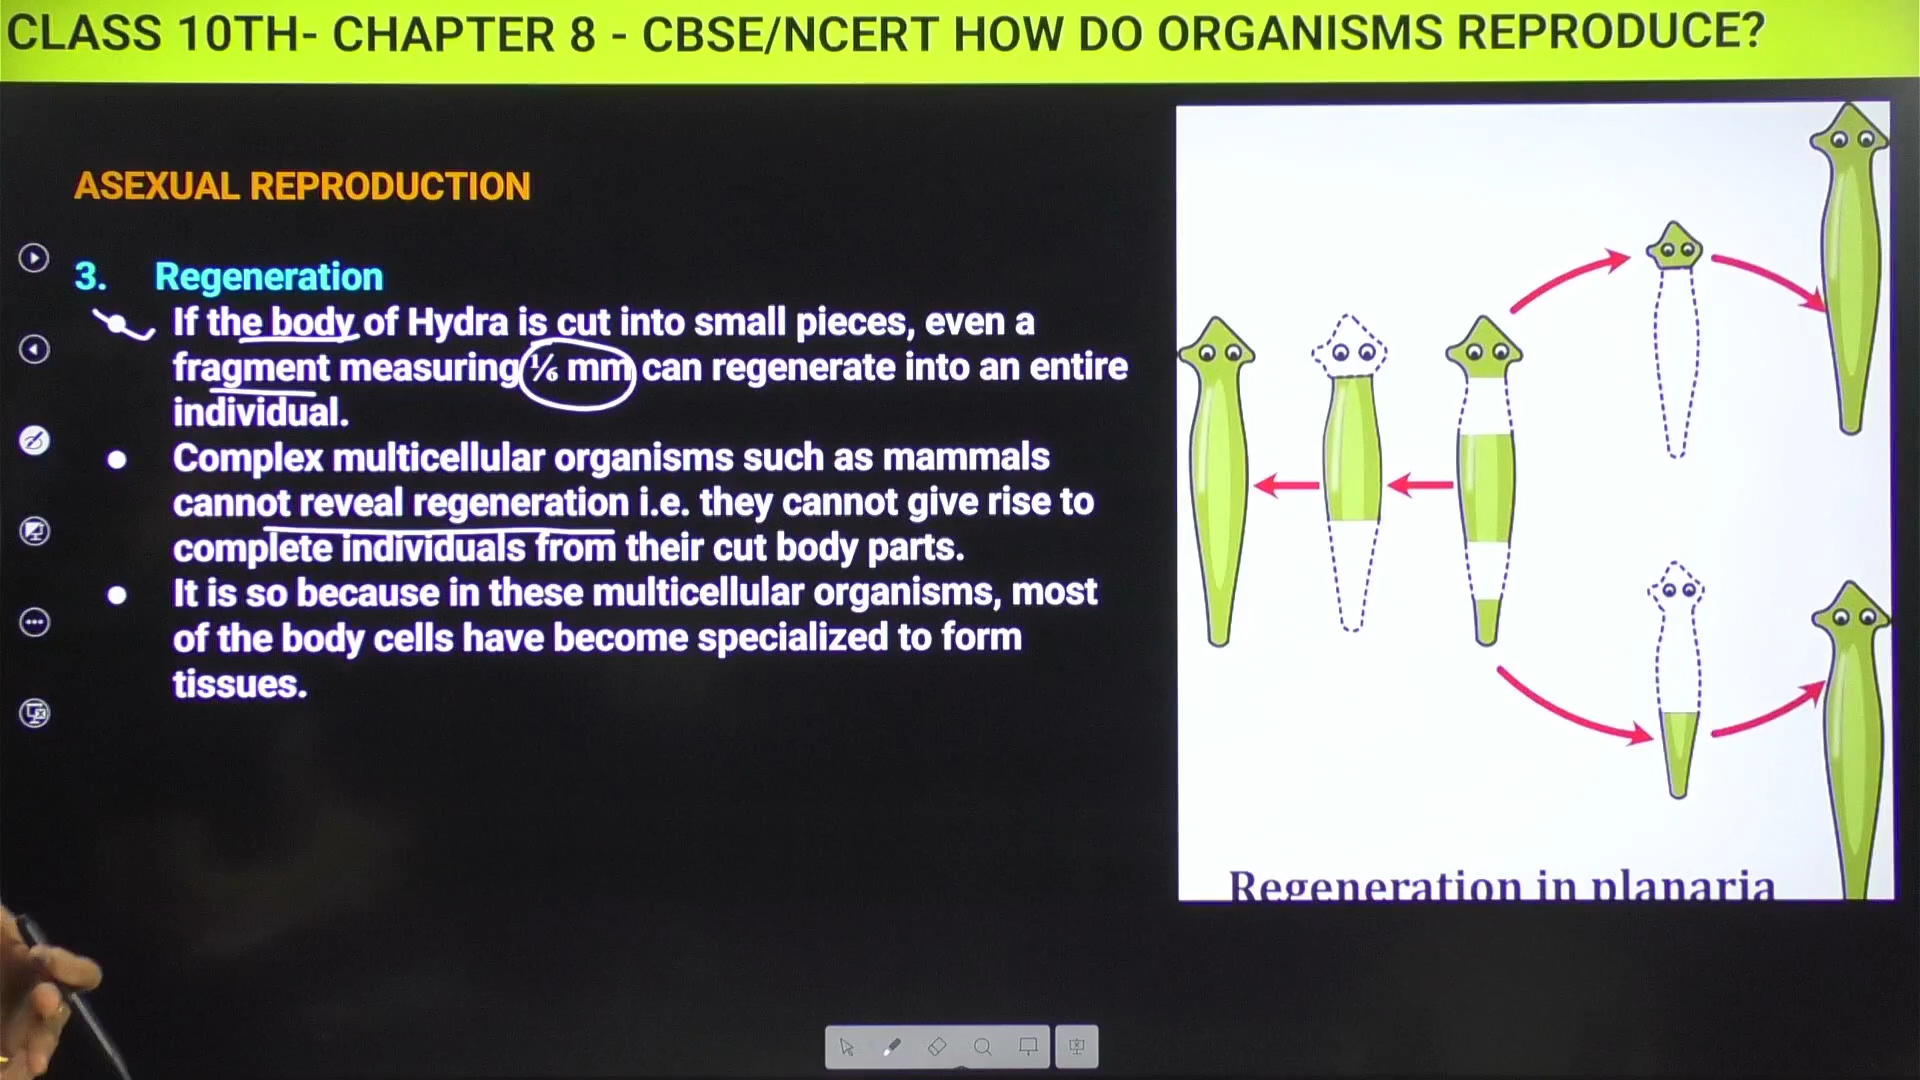 CLASS 10TH- CHAPTER 8 - CBSE/NCERT HOW DO ORGANISMS REPRODUCE?
ASEXUAL REPRODUCTION
3. Regeneration
If the body of Hydra is cut into small pieces, even a
fragment measuring ⅙ mm can regenerate into an entire
individual.
● Complex multicellular organisms such as mammals
cannot reveal regeneration i.e. they cannot give rise to
complete individuals from their cut body parts.
● It is so because in these multicellular organisms, most
of the body cells have become specialized to form
tissues.
Regeneration in planaria